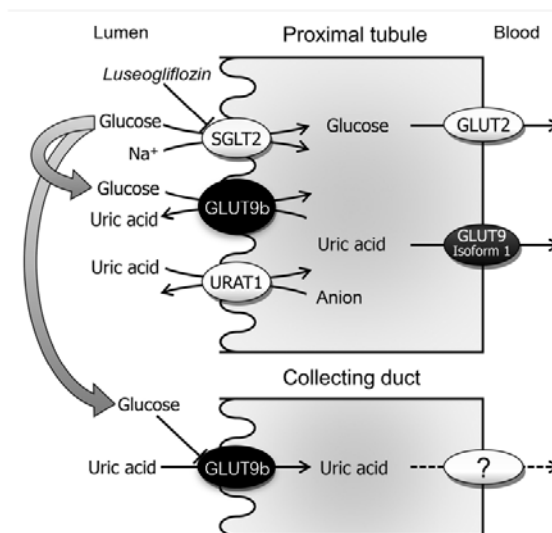 Lumen
Proximal tubule
Blood
Luseogliflozin
Glucose
Na⁺
SGLT2
Glucose
GLUT2
Glucose
Uric acid
GLUT9b
Uric acid
GLUT9
Isoform 1
Uric acid
URAT1
Anion
Collecting duct
Glucose
Uric acid
GLUT9b
Uric acid
?